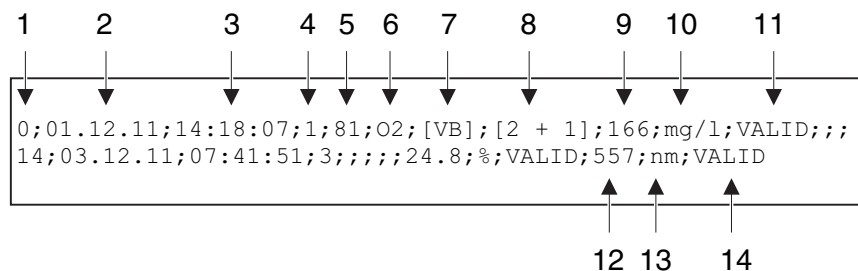 1 2 3 4 5 6 7 8 9 10 11
0;01.12.11;14:18:07;1;81;O2;[VB];[2 + 1];166;mg/l;VALID;;;
14;03.12.11;07:41:51;3;;;;;24.8;%;VALID;557;nm;VALID
12 13 14